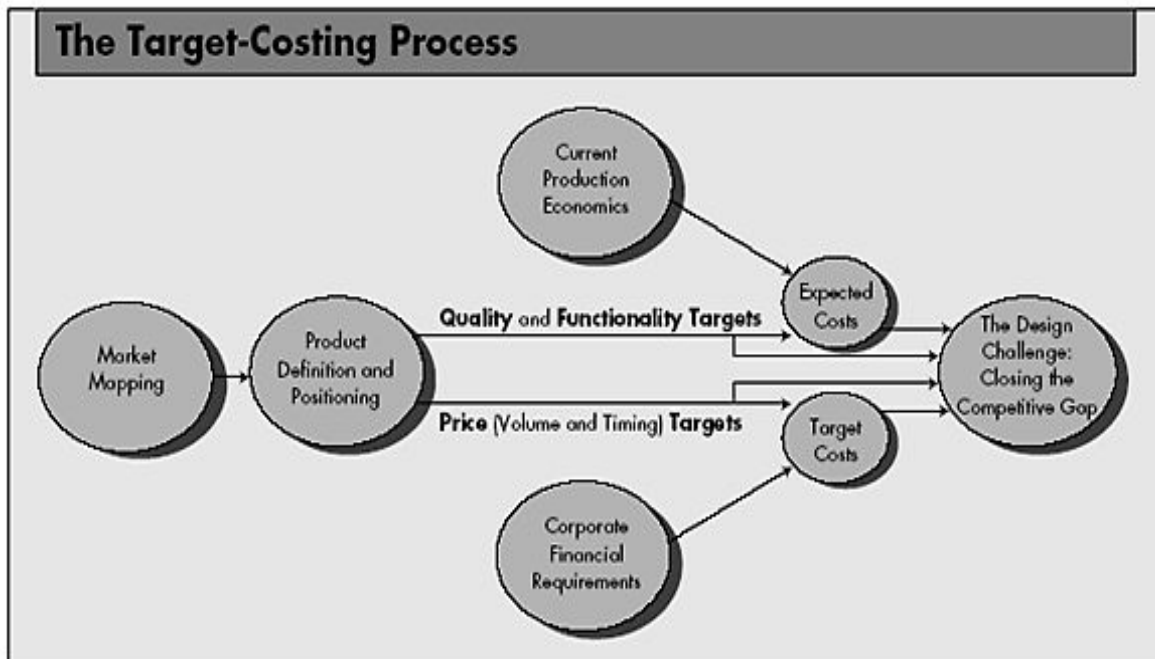 The Target-Costing Process
Current
Production
Economics
Expected
Costs
Quality and Functionality Targets
Market
Mapping
Product
Definition and
Positioning
The Design
Challenge:
Closing the
Competitive Gap
Price (Volume and Timing) Targets
Target
Costs
Corporate
Financial
Requirements